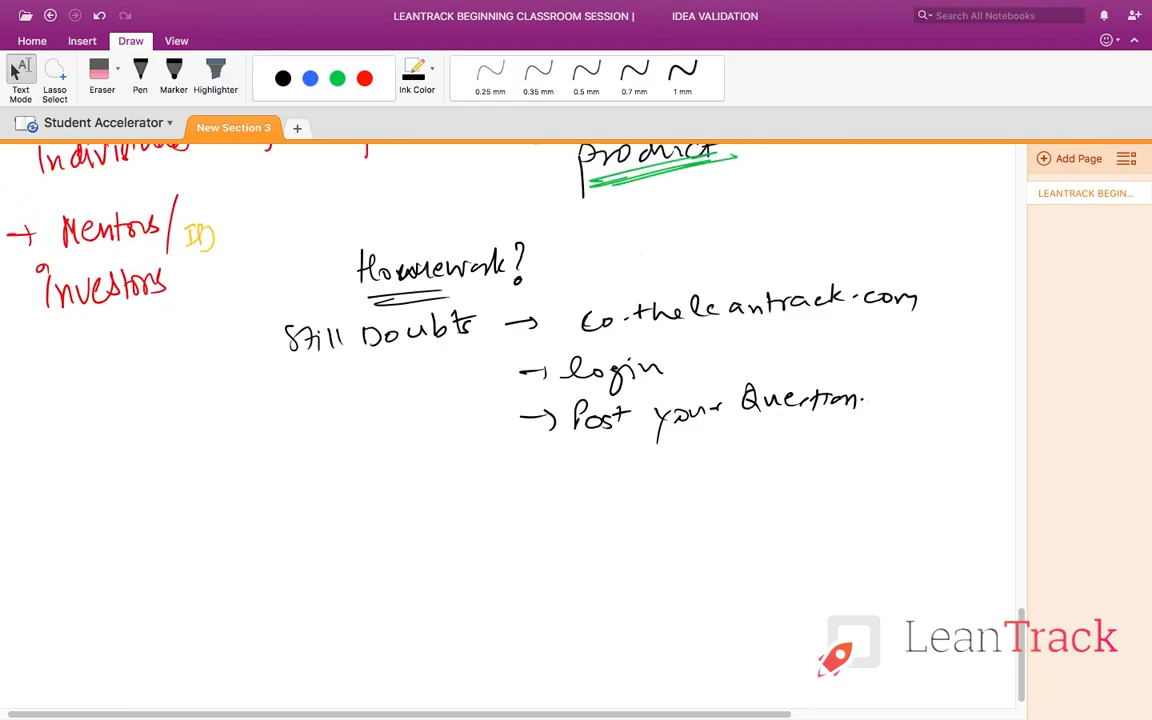 LEANTRACK BEGINNING CLASSROOM SESSION | IDEA VALIDATION
Search All Notebooks
Home Insert Draw View
Text Mode
Lasso Select
Eraser
Pen
Marker
Highlighter
Ink Color
0.25 mm
0.35 mm
0.5 mm
0.7 mm
1 mm
Student Accelerator
New Section 3
+
Add Page
LEANTRACK BEGIN...
product
→ Mentors/
Investors
Homework?
Still Doubts → co.theleantrack.com
→ login
→ Post your Question.
LeanTrack